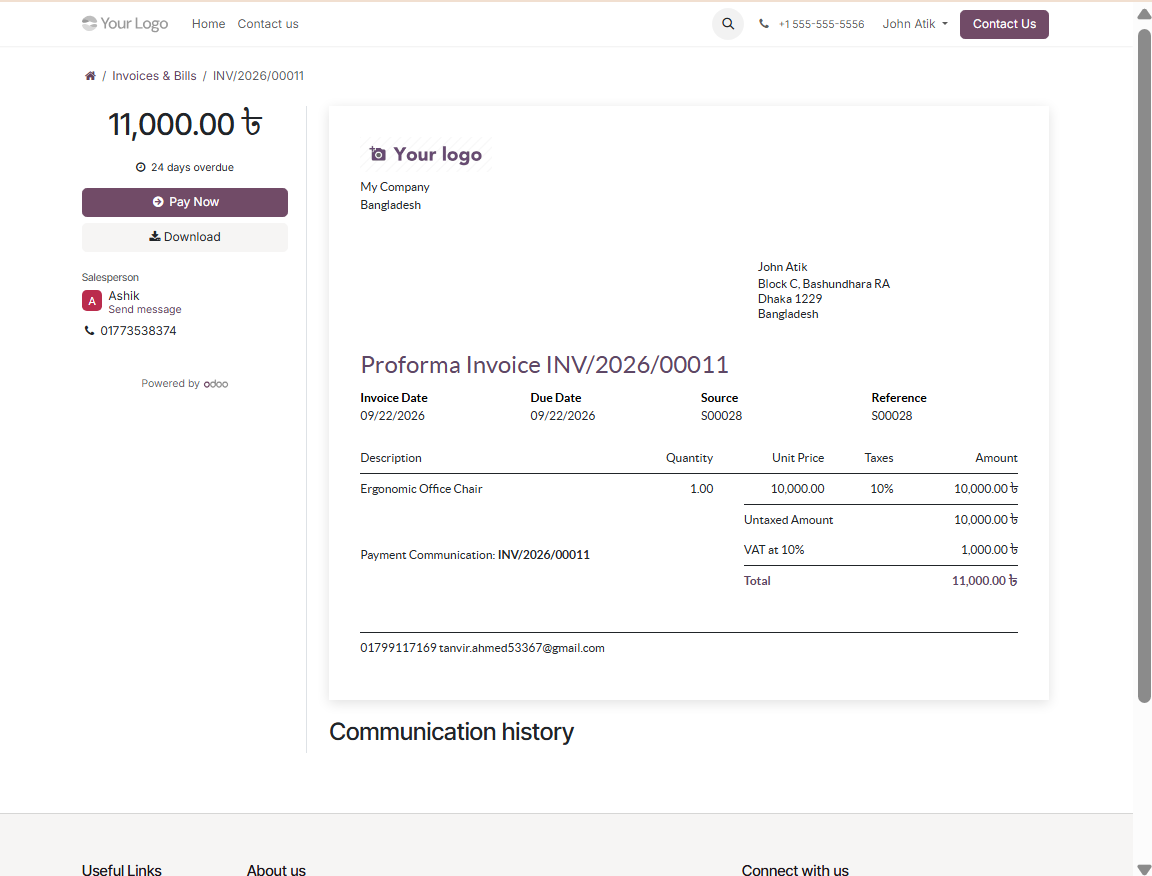 Your Logo Home Contact us +1 555-555-5556 John Atik Contact Us
/ Invoices & Bills / INV/2026/00011
11,000.00 ৳
24 days overdue
Pay Now
Download
Salesperson
A Ashik
Send message
01773538374
Powered by odoo
Your logo
My Company
Bangladesh
John Atik
Block C, Bashundhara RA
Dhaka 1229
Bangladesh
Proforma Invoice INV/2026/00011
Invoice Date Due Date Source Reference
09/22/2026 09/22/2026 S00028 S00028
Description Quantity Unit Price Taxes Amount
Ergonomic Office Chair 1.00 10,000.00 10% 10,000.00 ৳
Untaxed Amount 10,000.00 ৳
VAT at 10% 1,000.00 ৳
Payment Communication: INV/2026/00011
Total 11,000.00 ৳
01799117169 tanvir.ahmed53367@gmail.com
Communication history
Useful Links About us Connect with us